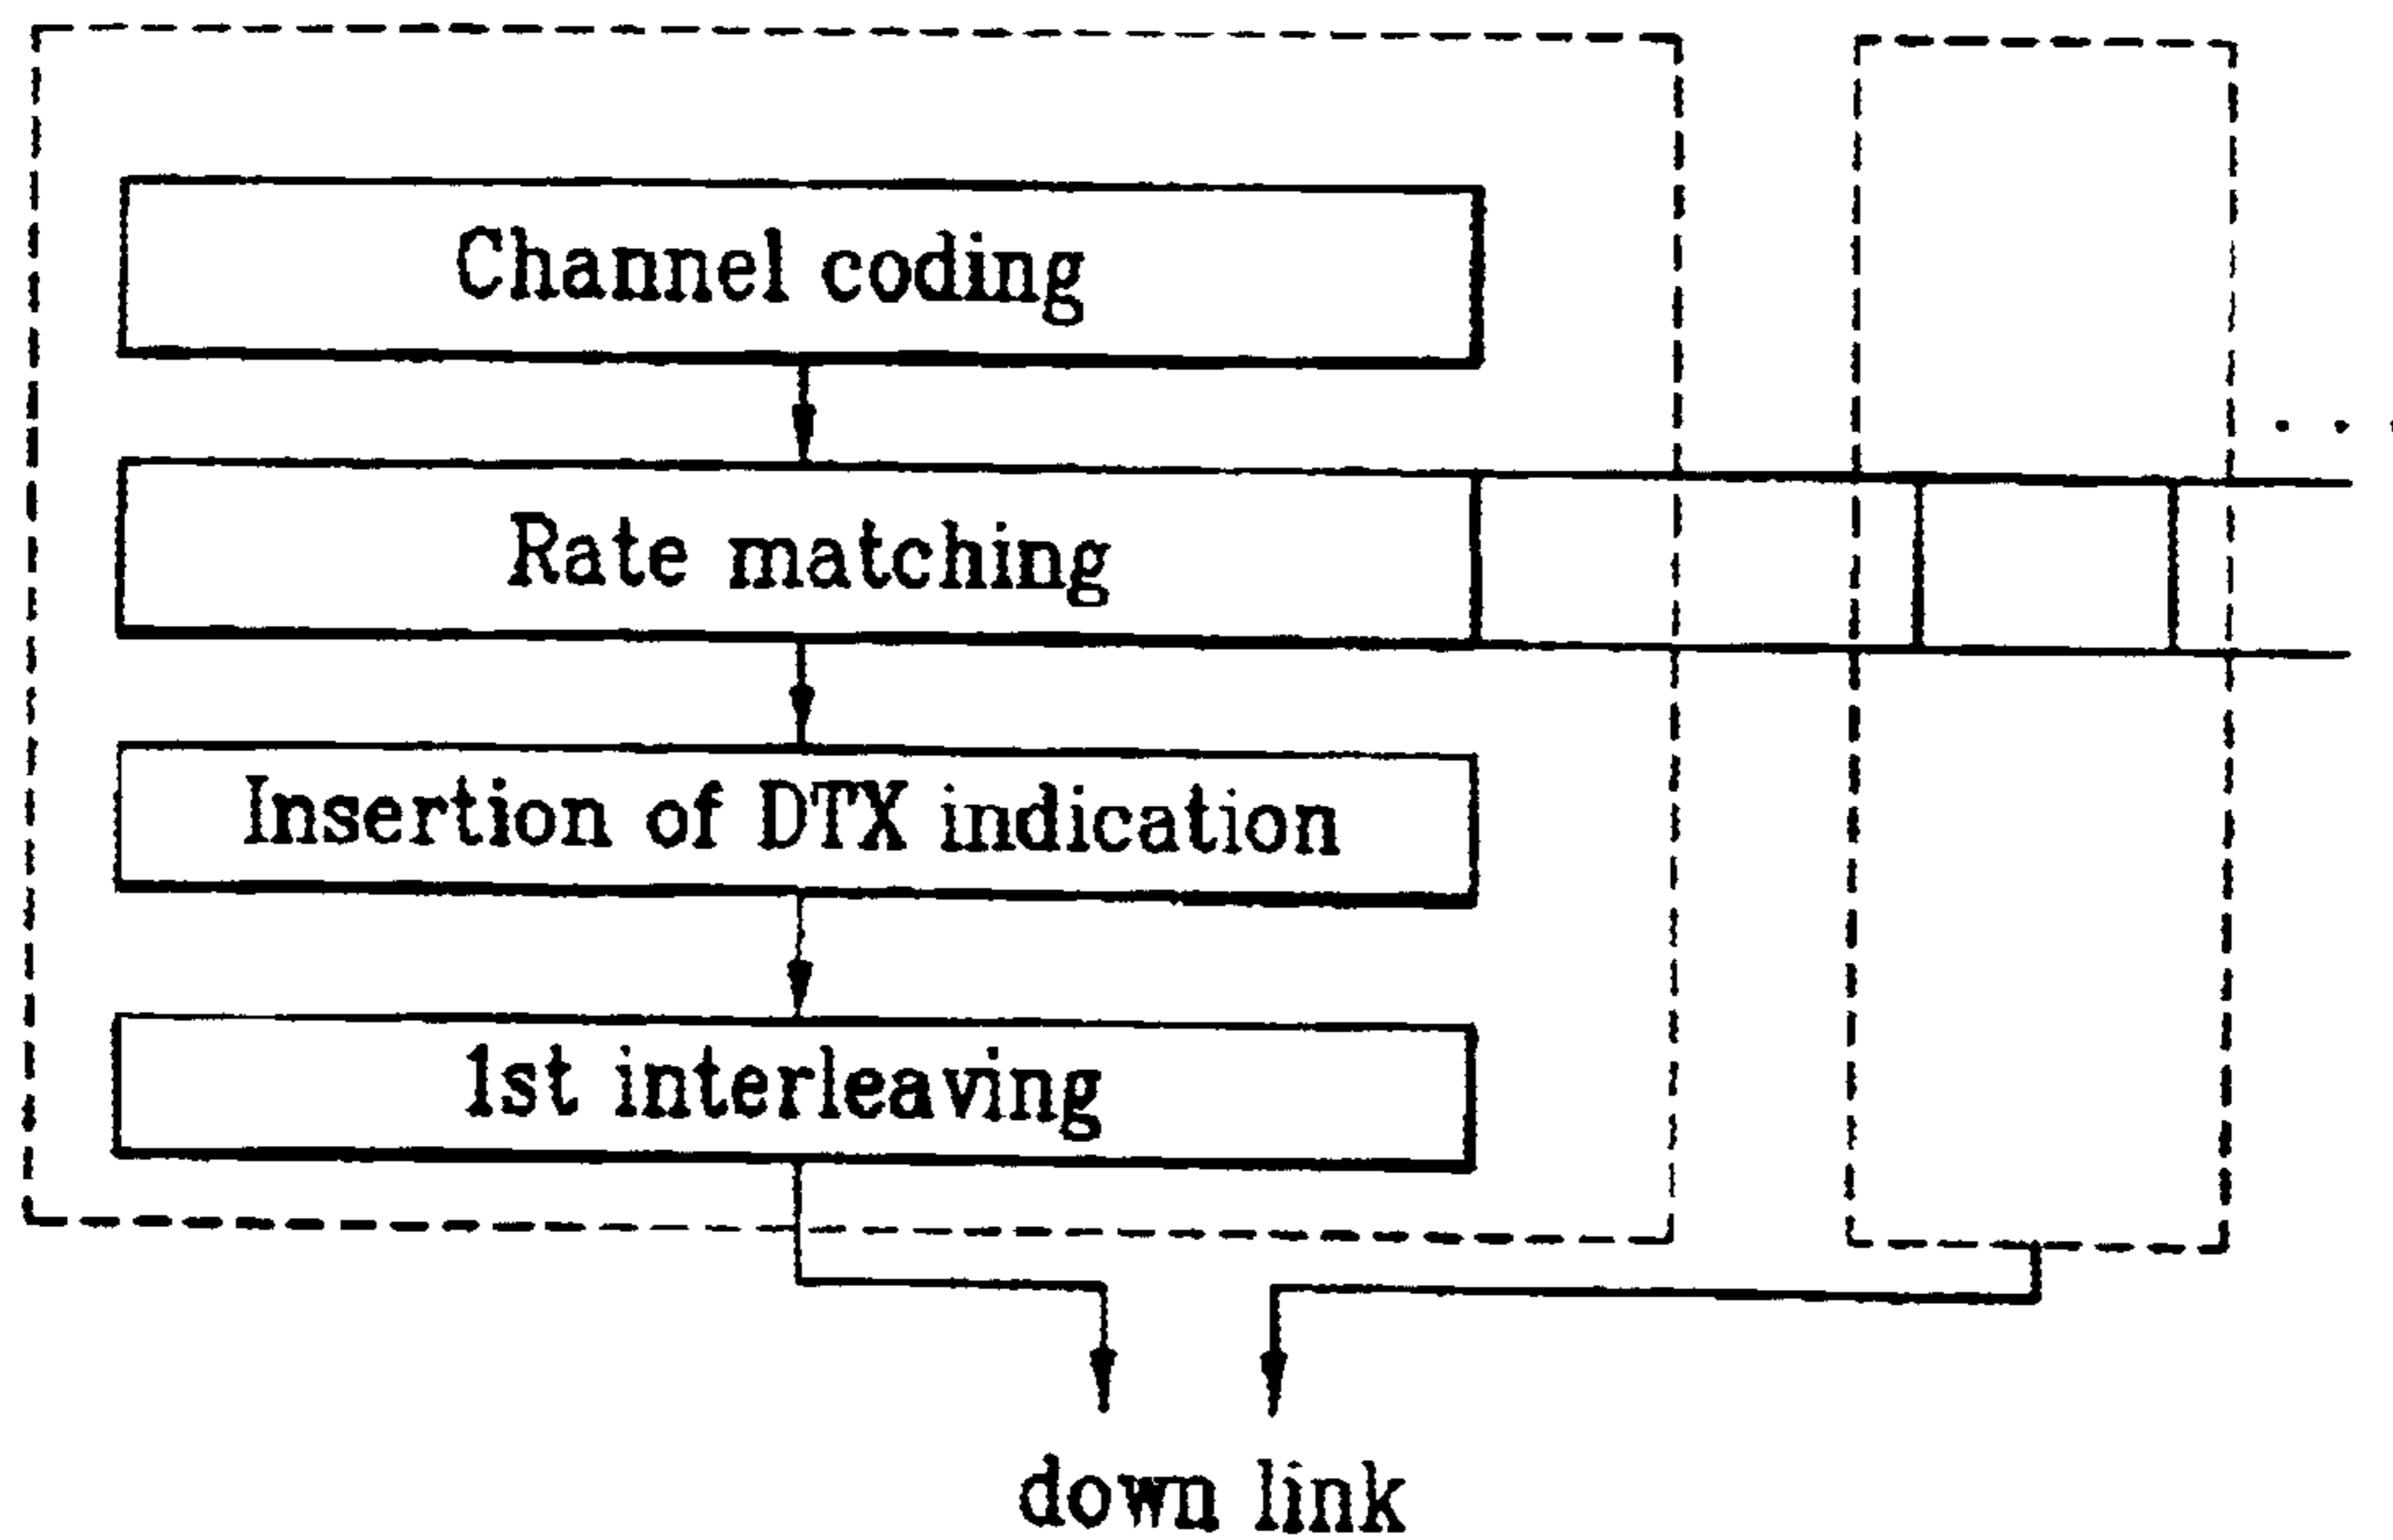 Channel coding
Rate matching
. . .
Insertion of DTX indication
1st interleaving
down link